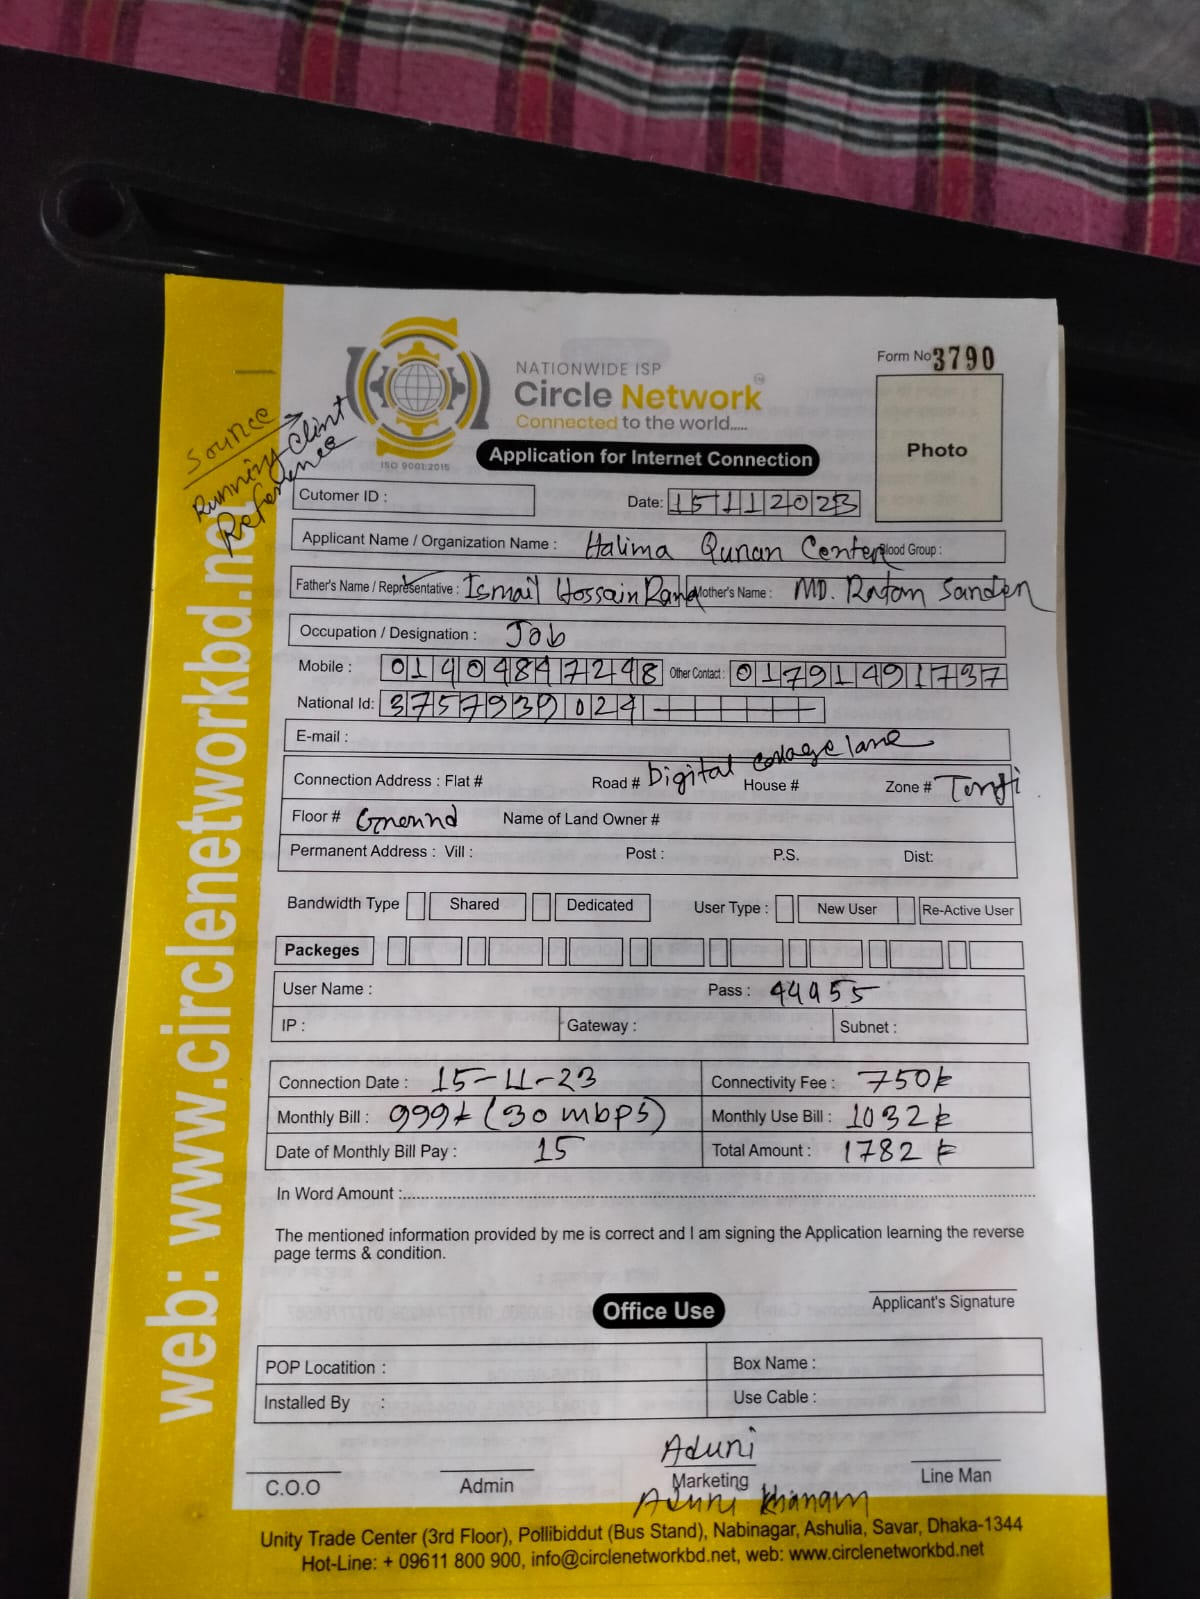 Source →
Running Clint
Reference
web: www.circlenetworkbd.net
NATIONWIDE ISP
Circle Network TM
Connected to the world.....
ISO 9001:2015
Form No 3790
Photo
Application for Internet Connection
Cutomer ID :
Date: 15112023
Applicant Name / Organization Name : Halima Qunan Center Blood Group :
Father's Name / Representative : Ismail Hossain Rana Mother's Name : MD. Ratan Sarder
Occupation / Designation : Job
Mobile : 01404847248 Other Contact : 01791491737
National Id: 3757939024
E-mail :
Connection Address : Flat # Road # Digital collage lane House # Zone # Tongi
Floor # Grounnd Name of Land Owner #
Permanent Address : Vill : Post : P.S. Dist:
Bandwidth Type Shared Dedicated User Type : New User Re-Active User
Packeges
User Name : Pass : 44955
IP : Gateway : Subnet :
Connection Date : 15-11-23 Connectivity Fee : 750৳
Monthly Bill : 999৳ (30 mbps) Monthly Use Bill : 1032৳
Date of Monthly Bill Pay : 15 Total Amount : 1782৳
In Word Amount :
The mentioned information provided by me is correct and I am signing the Application learning the reverse
page terms & condition.
Applicant's Signature
Office Use
POP Locatition : Box Name :
Installed By : Use Cable :
Aduni
C.O.O Admin Marketing Line Man
Aduni Khanam
Unity Trade Center (3rd Floor), Pollibiddut (Bus Stand), Nabinagar, Ashulia, Savar, Dhaka-1344
Hot-Line: + 09611 800 900, info@circlenetworkbd.net, web: www.circlenetworkbd.net